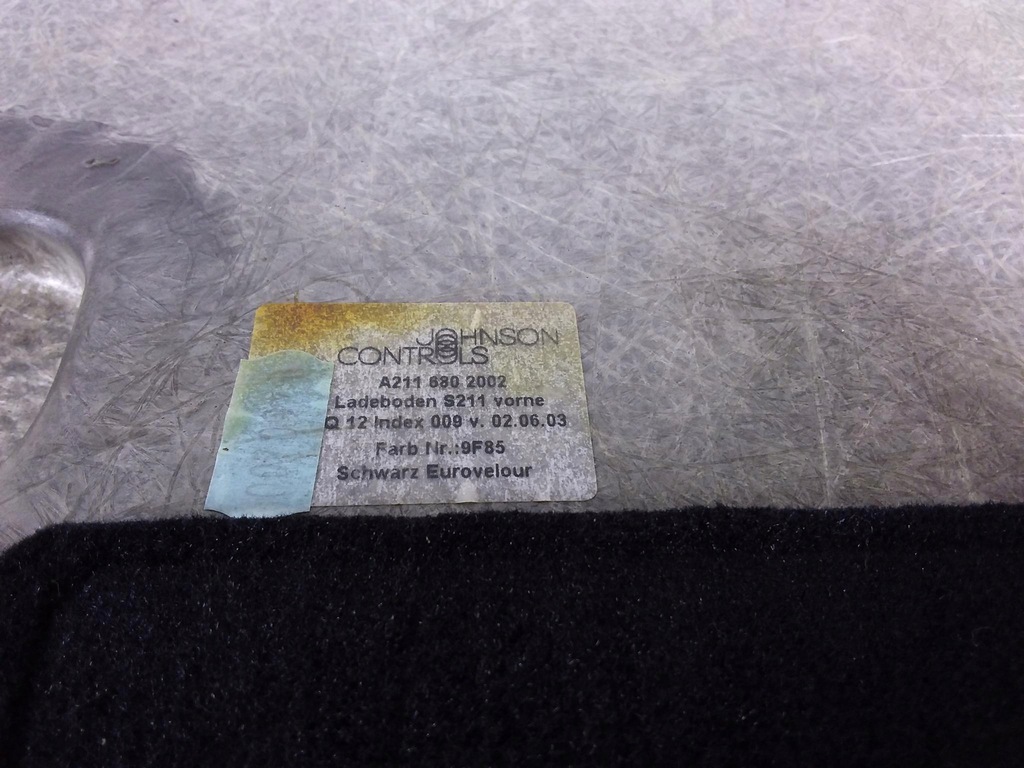 JOHNSON
CONTROLS
A211 680 2002
Ladeboden S211 vorne
Q 12 Index 009 v. 02.06.03
Farb Nr.:9F85
Schwarz Eurovelour